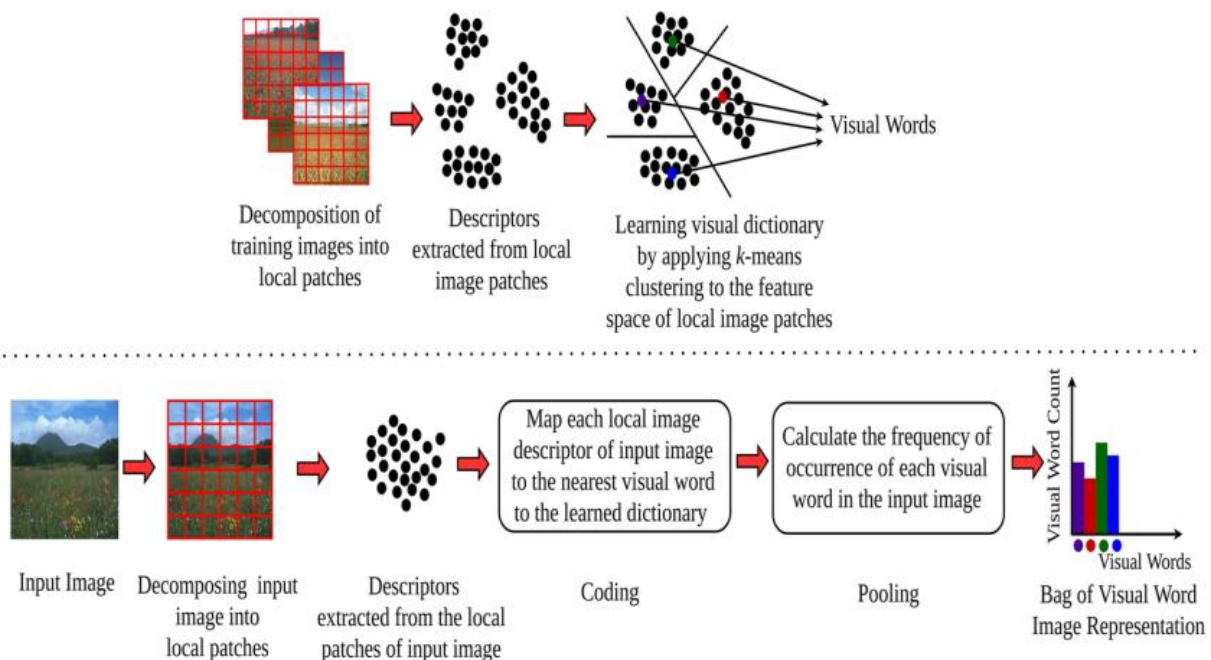 Visual Words
Decomposition of
training images into
local patches
Descriptors
extracted from local
image patches
Learning visual dictionary
by applying k-means
clustering to the feature
space of local image patches
Input Image
Decomposing input
image into
local patches
Descriptors
extracted from the local
patches of input image
Map each local image
descriptor of input image
to the nearest visual word
to the learned dictionary
Coding
Calculate the frequency of
occurrence of each visual
word in the input image
Pooling
Visual Word Count
Visual Words
Bag of Visual Word
Image Representation